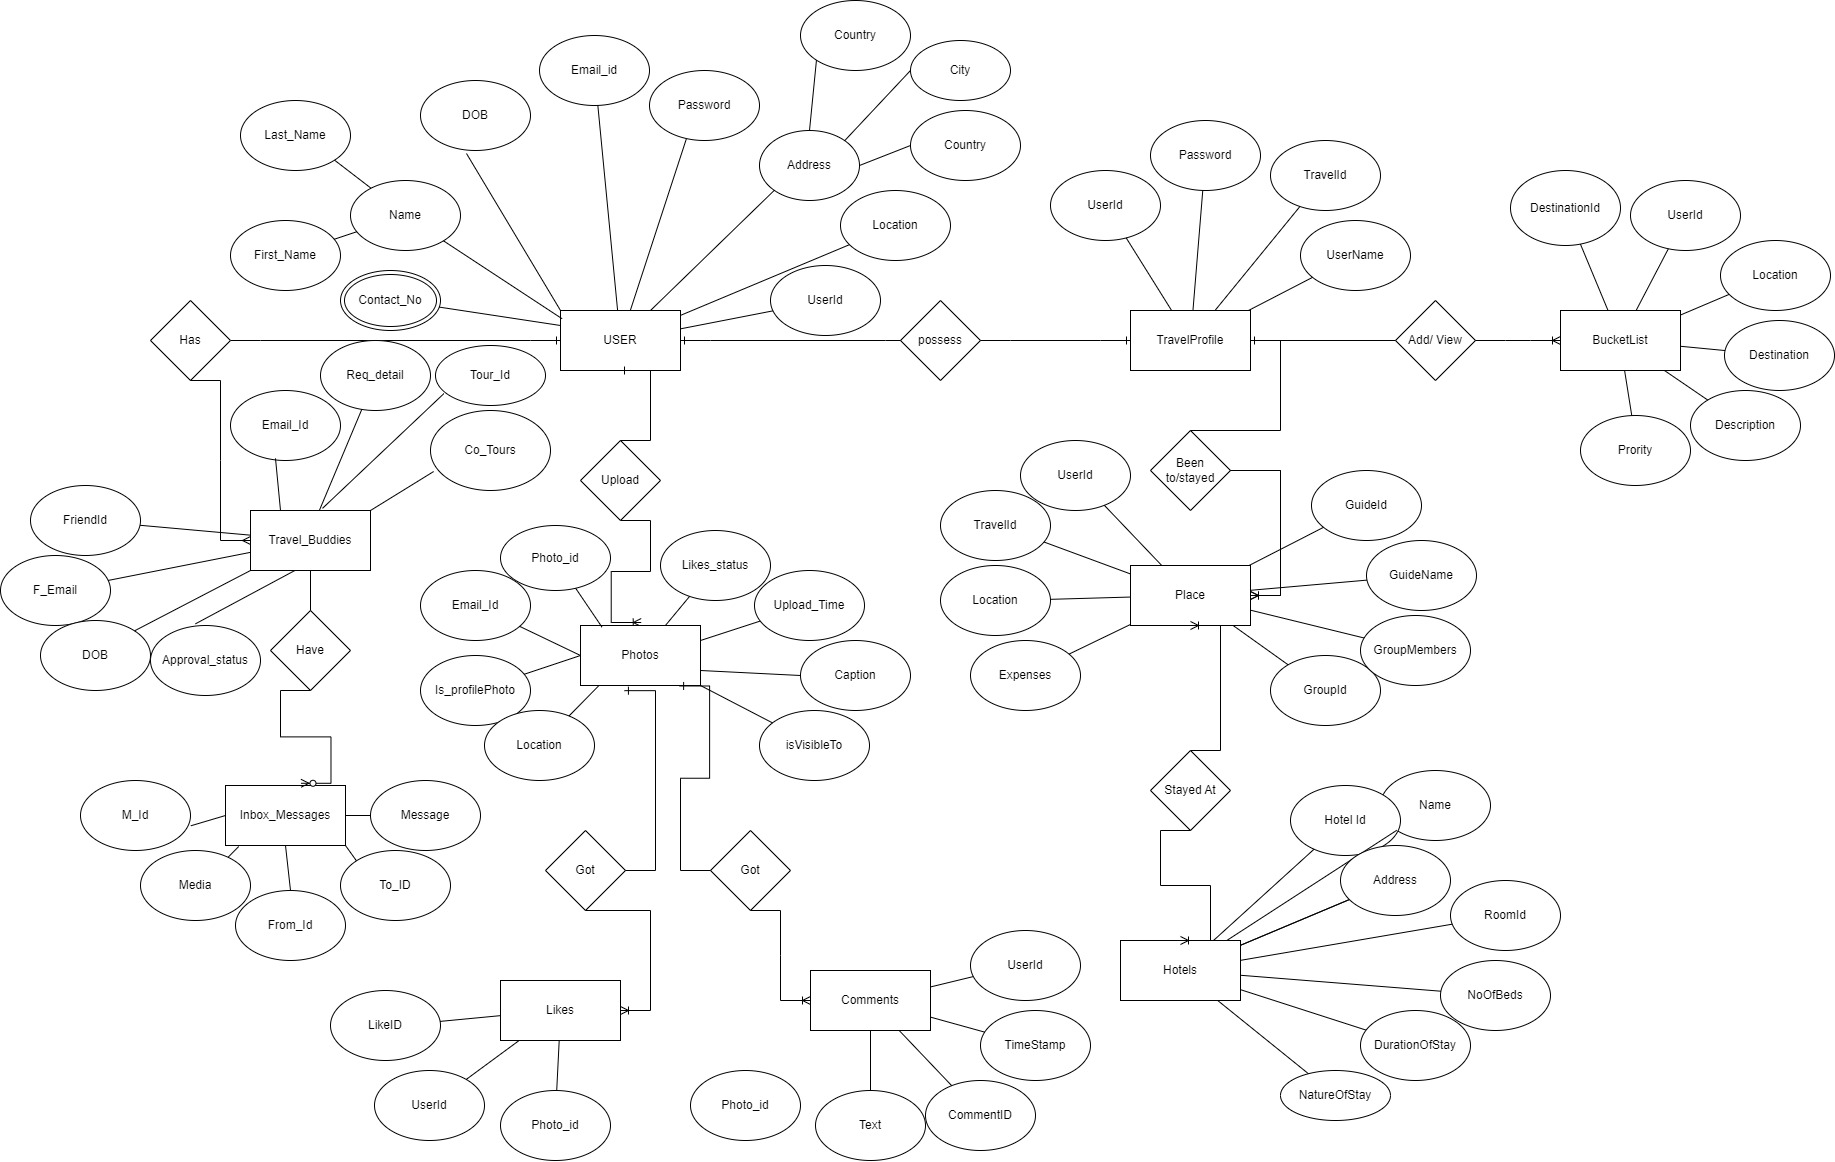 Country
Email_id
City
Password
DOB
Last_Name
Country
Address
Password
TravelId
Name
UserId
DestinationId
UserId
Location
First_Name
UserName
Location
Contact_No
UserId
Has
USER
possess
TravelProfile
Add/ View
BucketList
Destination
Req_detail
Tour_Id
Email_Id
Description
Co_Tours
Prority
Upload
Been
to/stayed
UserId
GuideId
FriendId
TravelId
Travel_Buddies
Photo_id
Likes_status
GuideName
F_Email
Email_Id
Upload_Time
Location
Place
DOB
Approval_status
Have
Photos
GroupMembers
Is_profilePhoto
Caption
Expenses
GroupId
Location
isVisibleTo
Stayed At
Name
M_Id
Inbox_Messages
Message
Hotel Id
Media
To_ID
Got
Got
Address
From_Id
RoomId
UserId
Hotels
NoOfBeds
Likes
Comments
LikeID
TimeStamp
DurationOfStay
NatureOfStay
UserId
Photo_id
Photo_id
Text
CommentID